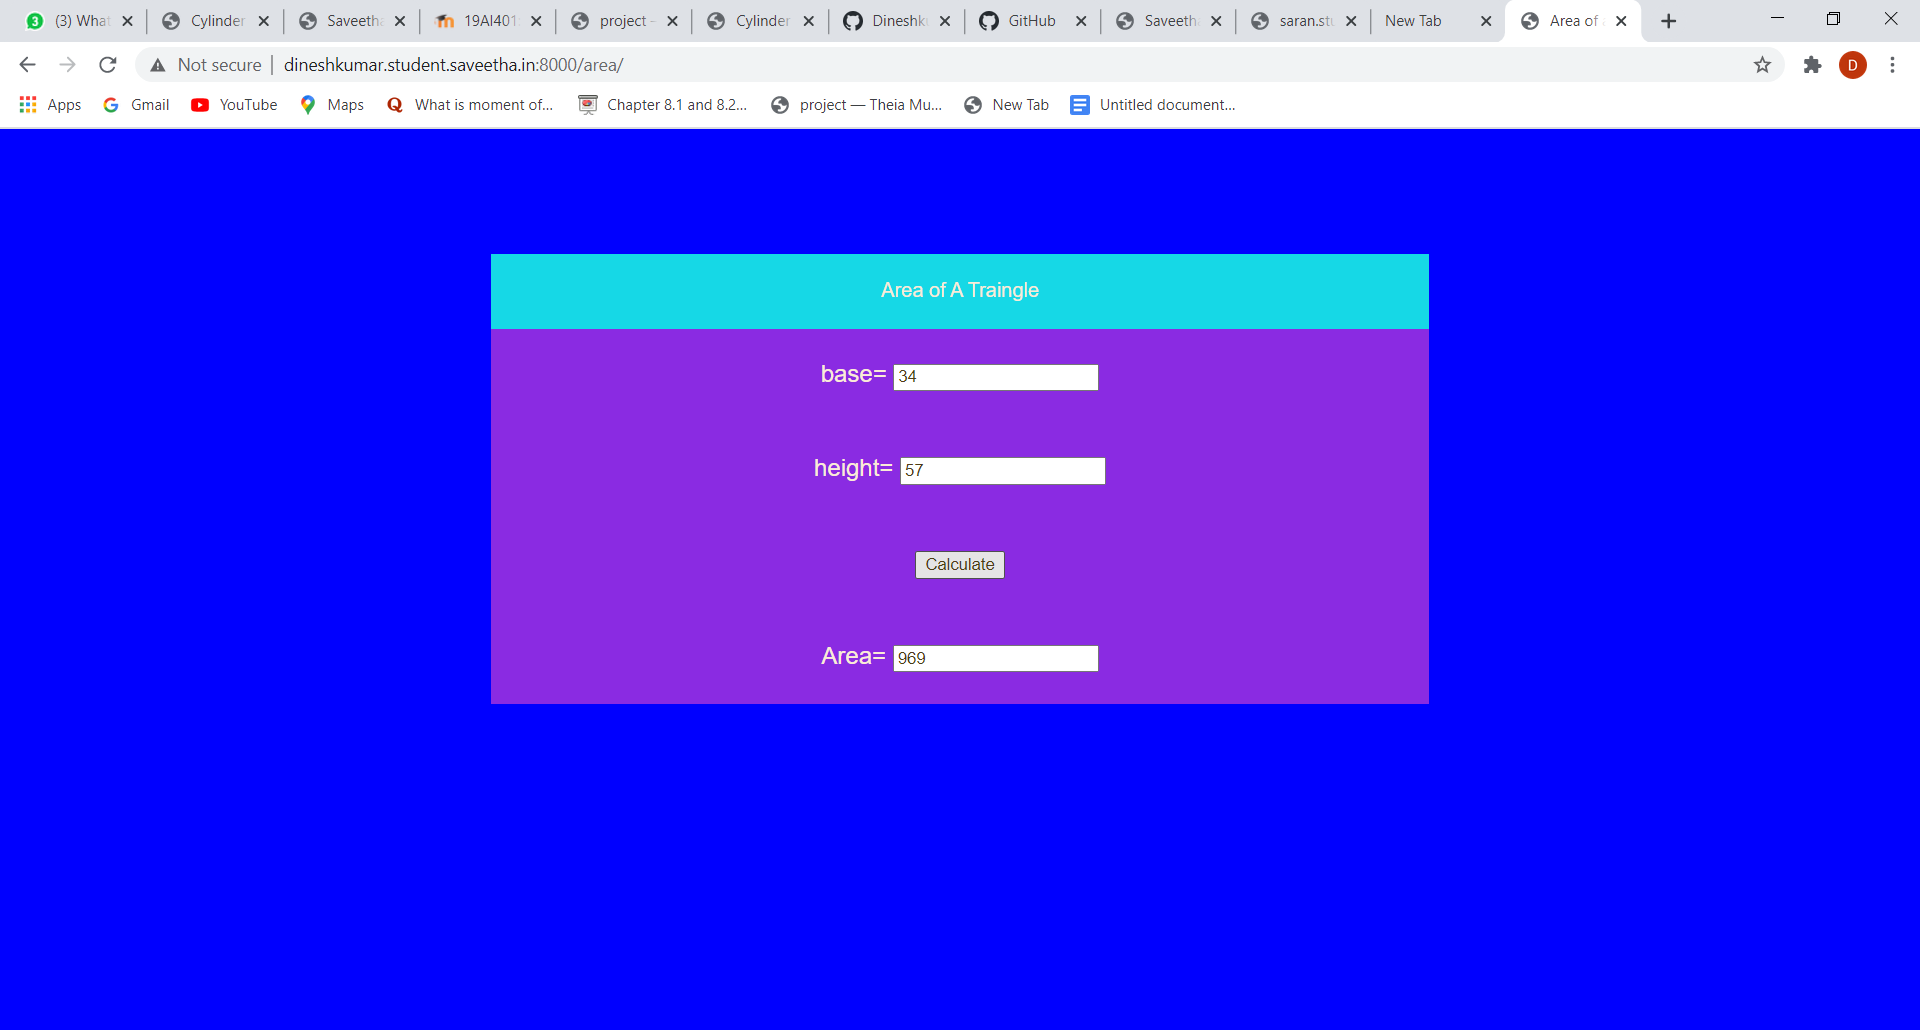 3 (3) What Cylinder Saveetha 19AI401 project - Cylinder Dineshk GitHub Saveeth saran.stu New Tab Area of
Not secure dineshkumar.student.saveetha.in:8000/area/ D
Apps Gmail YouTube Maps What is moment of... Chapter 8.1 and 8.2... project — Theia Mu... New Tab Untitled document...
Area of A Traingle
base= 34
height= 57
Calculate
Area= 969